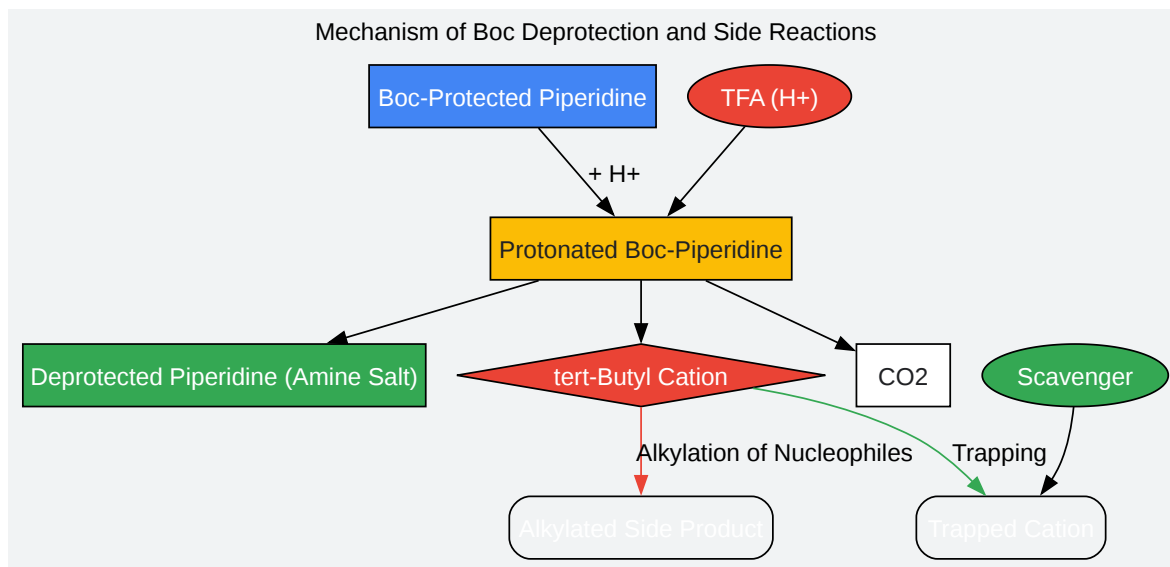 Mechanism of Boc Deprotection and Side Reactions
Boc-Protected Piperidine
TFA (H+)
+ H+
Protonated Boc-Piperidine
Deprotected Piperidine (Amine Salt)
tert-Butyl Cation
CO2
Scavenger
Alkylation of Nucleophiles
Trapping
Alkylated Side Product
Trapped Cation